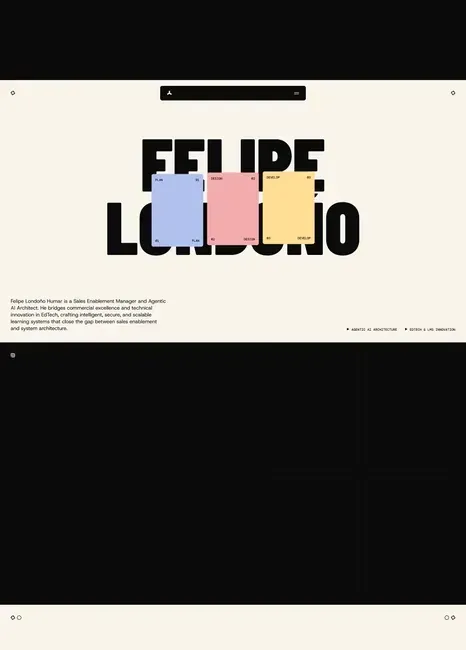 FELIPE
LONDOÑO
PLAN 01
DESIGN 02
DEVELOP 03
01 PLAN
02 DESIGN
03 DEVELOP
Felipe Londoño Humar is a Sales Enablement Manager and Agentic
AI Architect. He bridges commercial excellence and technical
innovation in EdTech, crafting intelligent, secure, and scalable
learning systems that close the gap between sales enablement
and system architecture.
AGENTIC AI ARCHITECTURE
EDTECH & LMS INNOVATION